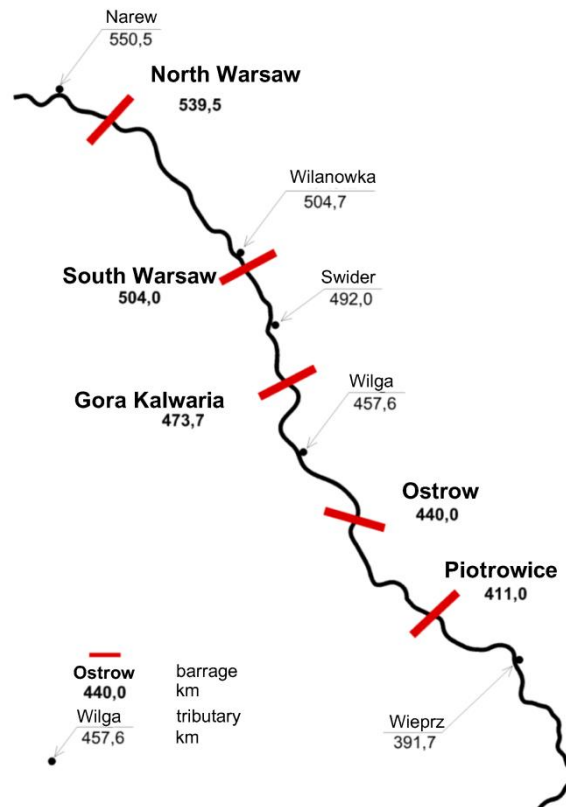 Narew
550,5
North Warsaw
539,5
Wilanowka
504,7
South Warsaw
504,0
Swider
492,0
Gora Kalwaria
473,7
Wilga
457,6
Ostrow
440,0
Piotrowice
411,0
Ostrow barrage
440,0 km
Wilga tributary
457,6 km
Wieprz
391,7